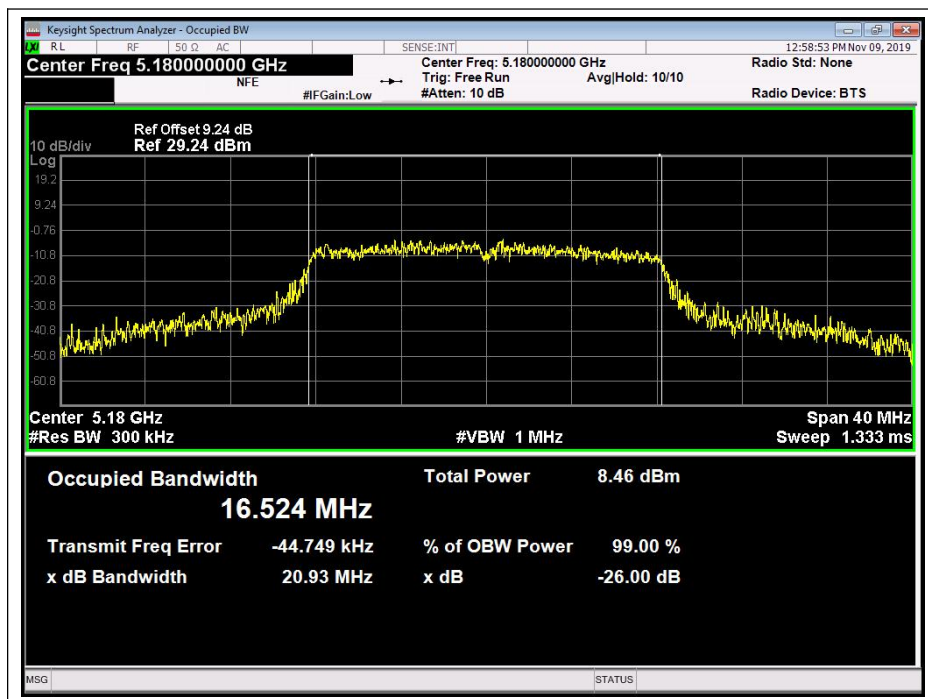 Keysight Spectrum Analyzer - Occupied BW
LXI RL RF 50 Ω AC SENSE:INT 12:58:53 PM Nov 09, 2019
Center Freq 5.180000000 GHz Center Freq: 5.180000000 GHz Radio Std: None
NFE Trig: Free Run Avg|Hold: 10/10
#IFGain:Low #Atten: 10 dB Radio Device: BTS
Ref Offset 9.24 dB
10 dB/div Ref 29.24 dBm
Log
19.2
9.24
-0.76
-10.8
-20.8
-30.8
-40.8
-50.8
-60.8
Center 5.18 GHz Span 40 MHz
#Res BW 300 kHz #VBW 1 MHz Sweep 1.333 ms
Occupied Bandwidth Total Power 8.46 dBm
16.524 MHz
Transmit Freq Error -44.749 kHz % of OBW Power 99.00 %
x dB Bandwidth 20.93 MHz x dB -26.00 dB
MSG STATUS